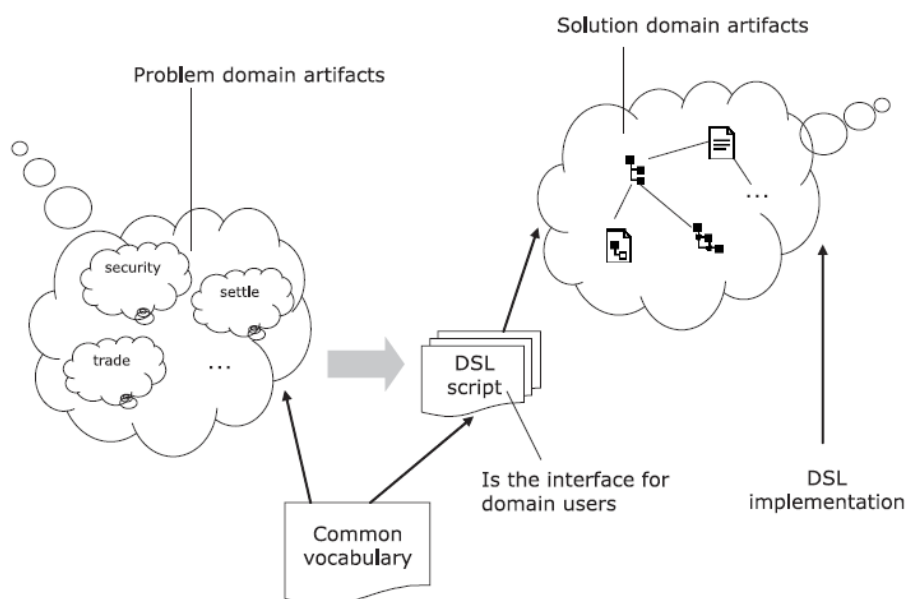 Solution domain artifacts
Problem domain artifacts
security
settle
trade
...
...
DSL
script
Is the interface for
domain users
DSL
implementation
Common
vocabulary